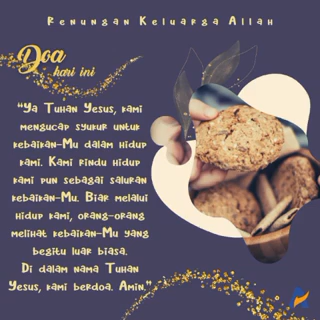 Renungan Keluarga Allah
Doa
hari ini
"Ya Tuhan Yesus, kami
mengucap syukur untuk
kebaikan-Mu dalam hidup
kami. Kami rindu hidup
kami pun sebagai saluran
kebaikan-Mu. Biar melalui
hidup kami, orang-orang
melihat kebaikan-Mu yang
begitu luar biasa.
Di dalam nama Tuhan
Yesus, kami berdoa. Amin."